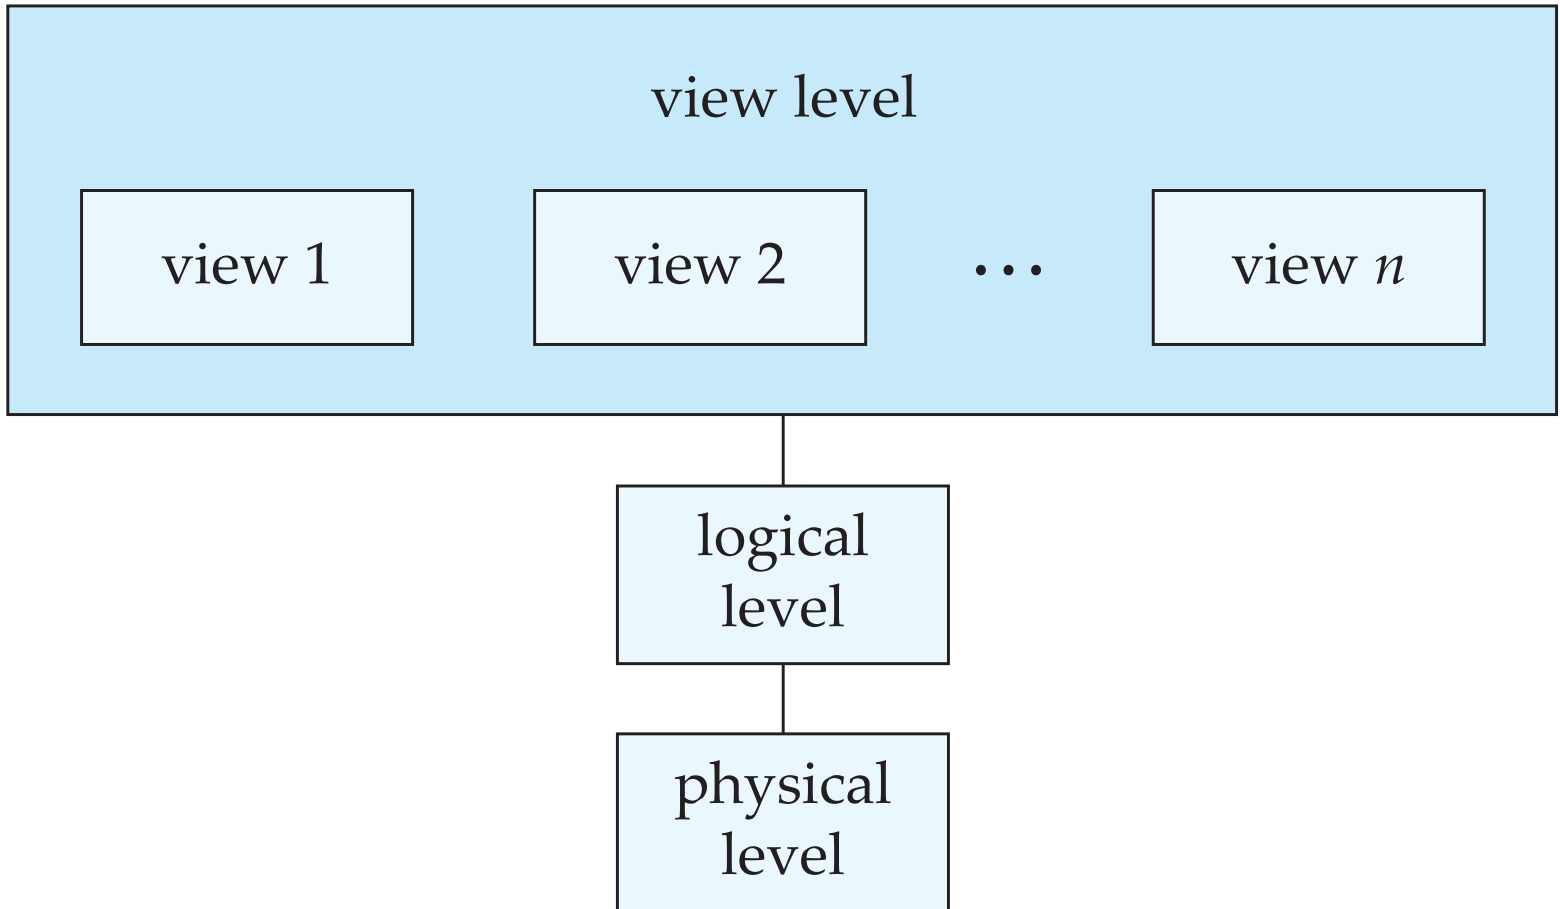 view level
view 1
view 2
...
view n
logical
level
physical
level